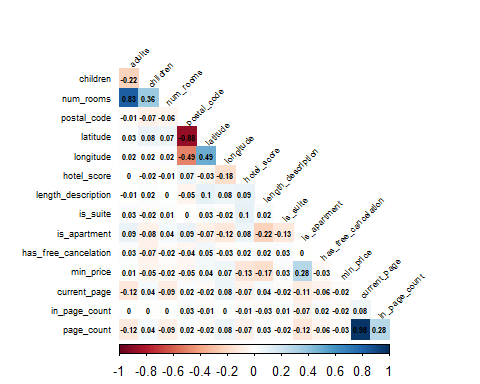 adults
children -0.22 children
num_rooms 0.83 0.36 num_rooms
postal_code -0.01 -0.07 -0.06 postal_code
latitude 0.03 0.08 0.07 -0.88 latitude
longitude 0.02 0.02 0.02 -0.49 0.49 longitude
hotel_score 0 -0.02 -0.01 0.07 -0.03 -0.18 hotel_score
length_description -0.01 0.02 0 -0.05 0.1 0.08 0.09 length_description
is_suite 0.03 -0.02 0.01 0 0.03 -0.02 0.1 0.02 is_suite
is_apartment 0.09 -0.08 0.04 0.09 -0.07 -0.12 0.08 -0.22 -0.13 is_apartment
has_free_cancelation 0.03 -0.07 -0.02 -0.04 0.05 -0.03 0.02 0.02 0.03 0 has_free_cancelation
min_price 0.01 -0.05 -0.02 -0.05 0.04 0.07 -0.13 -0.17 0.03 0.28 -0.03 min_price
current_page -0.12 0.04 -0.09 0.02 -0.02 -0.08 -0.07 0.04 -0.02 -0.11 -0.06 -0.02 current_page
in_page_count 0 0 0 0.03 -0.01 0 -0.01 -0.03 0.01 -0.07 0.02 -0.02 0.08 in_page_count
page_count -0.12 0.04 -0.09 0.02 -0.02 -0.08 -0.07 0.03 -0.02 -0.12 -0.06 -0.03 0.98 0.28
-1 -0.8 -0.6 -0.4 -0.2 0 0.2 0.4 0.6 0.8 1